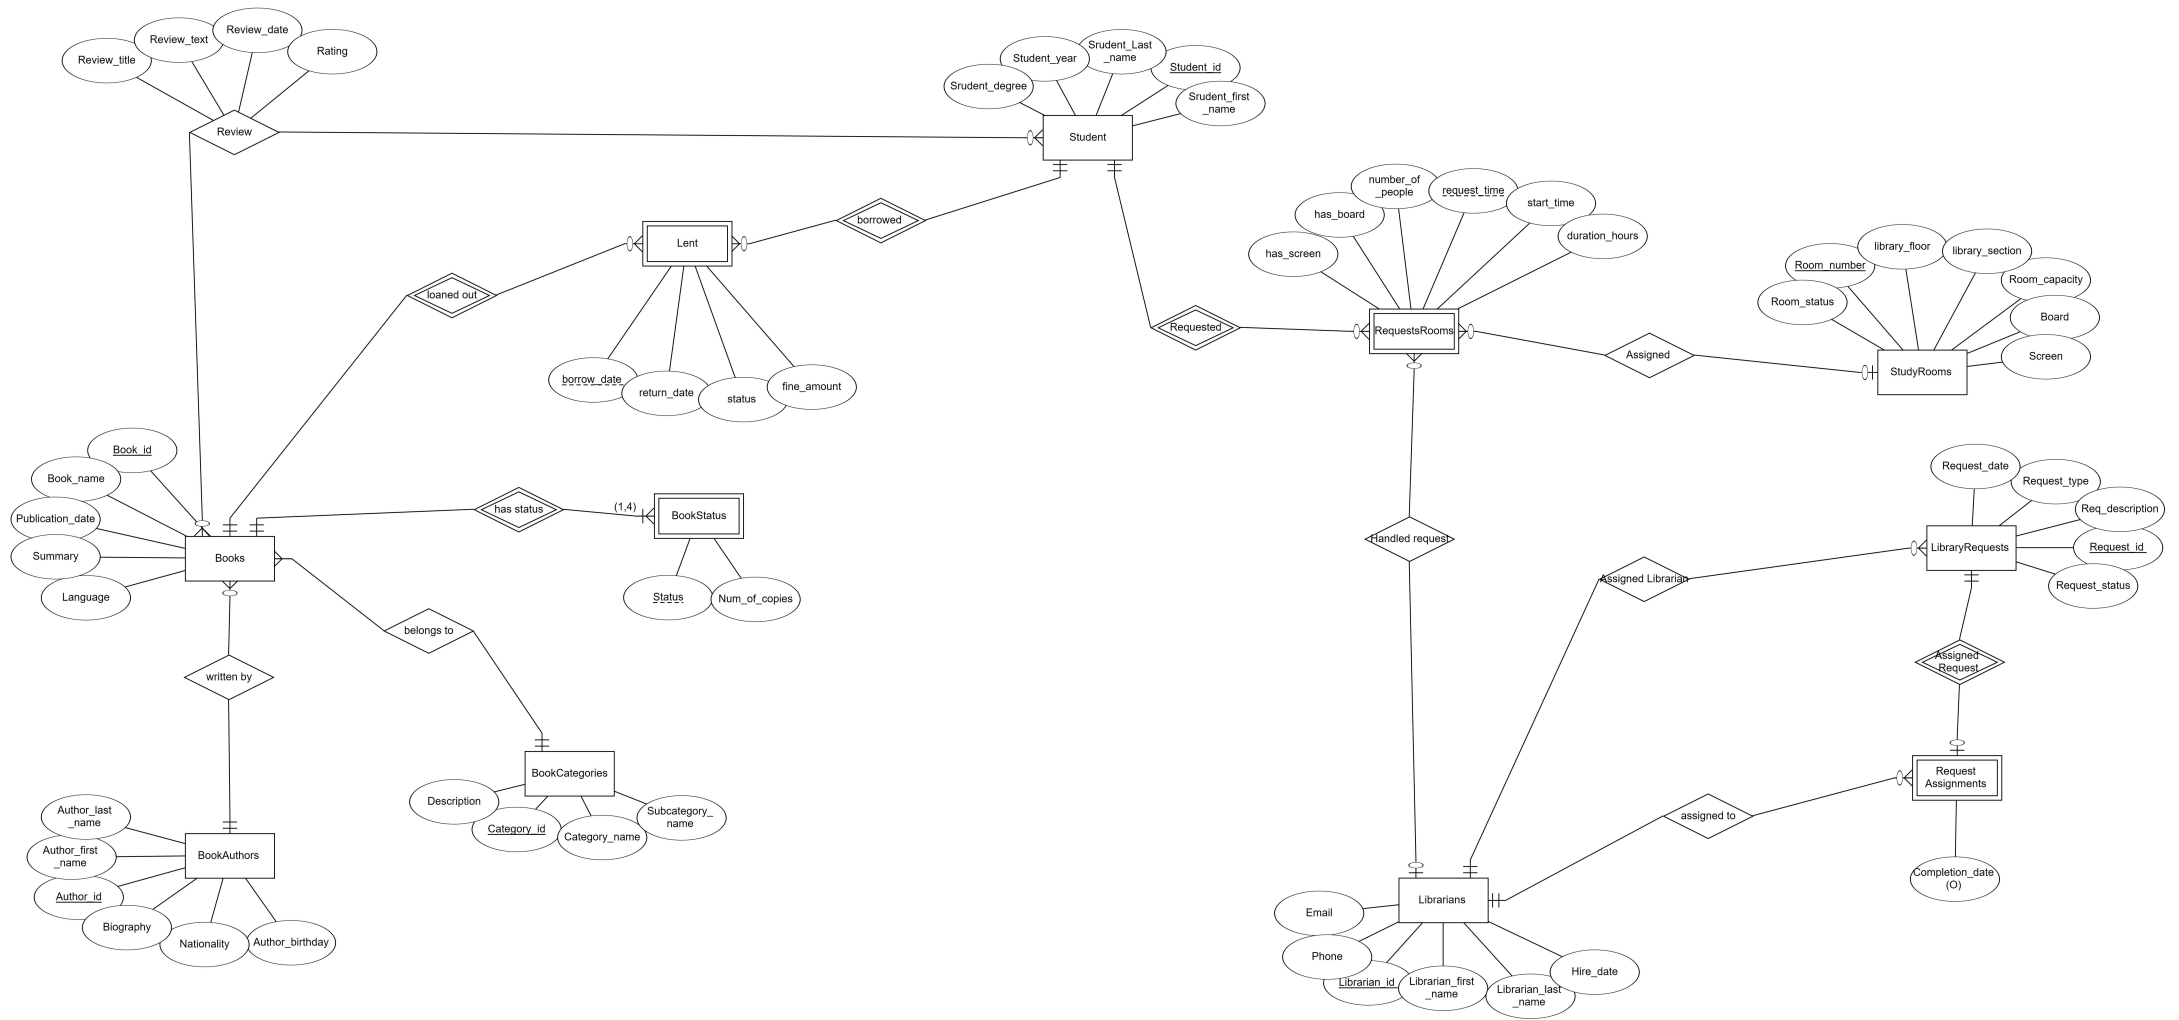 Review_title
Review_text
Review_date
Rating
Review
Srudent_degree
Student_year
Srudent_Last
_name
Student_id
Srudent_first
_name
Student
borrowed
Lent
loaned out
borrow_date
return_date
status
fine_amount
has_screen
has_board
number_of
_people
request_time
start_time
duration_hours
Requested
RequestsRooms
Assigned
Room_status
Room_number
library_floor
library_section
Room_capacity
Board
Screen
StudyRooms
Book_id
Book_name
Publication_date
Summary
Language
Books
has status
(1,4)
BookStatus
Status
Num_of_copies
belongs to
written by
BookCategories
Description
Category_id
Category_name
Subcategory_
name
Author_last
_name
Author_first
_name
Author_id
Biography
Nationality
Author_birthday
BookAuthors
Handled request
Assigned Librarian
Request_date
Request_type
Req_description
Request_id
Request_status
LibraryRequests
Assigned
Request
Request
Assignments
assigned to
Completion_date
(O)
Librarians
Email
Phone
Librarian_id
Librarian_first
_name
Librarian_last
_name
Hire_date